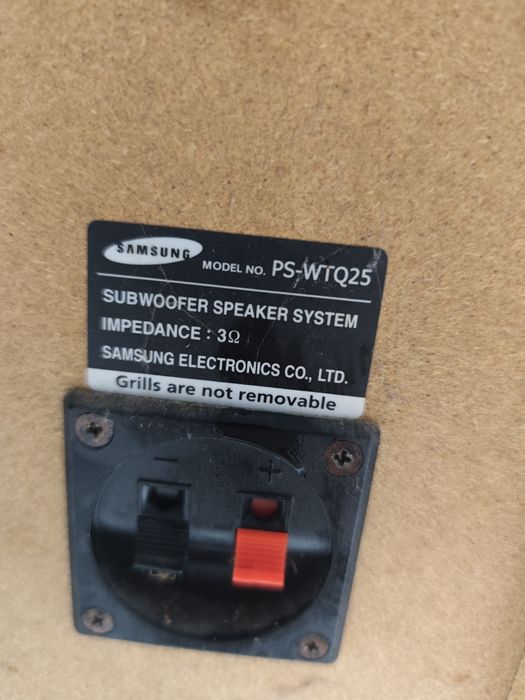 SAMSUNG MODEL NO. PS-WTQ25
SUBWOOFER SPEAKER SYSTEM
IMPEDANCE : 3Ω
SAMSUNG ELECTRONICS CO., LTD.
Grills are not removable
− +